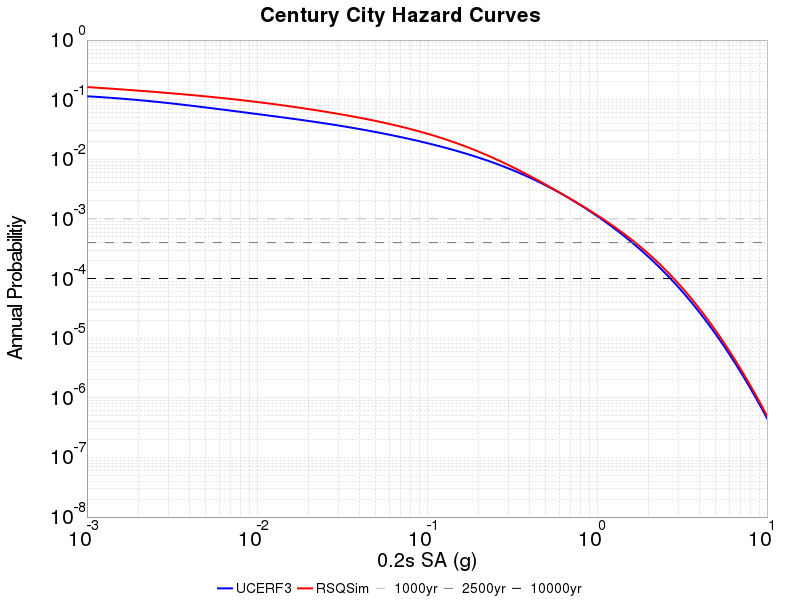 Century City Hazard Curves
Annual Probability
10^0
10^-1
10^-2
10^-3
10^-4
10^-5
10^-6
10^-7
10^-8
10^-3 10^-2 10^-1 10^0 10^1
0.2s SA (g)
UCERF3 RSQSim 1000yr 2500yr 10000yr